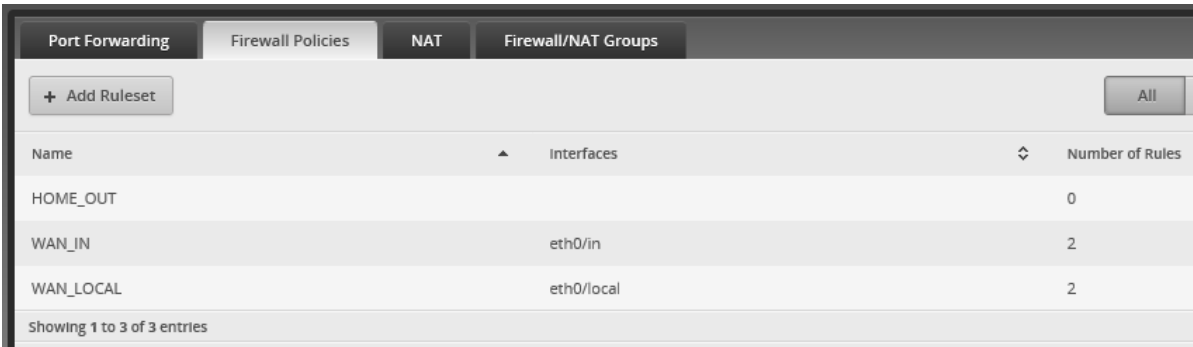 Port Forwarding Firewall Policies NAT Firewall/NAT Groups
+ Add Ruleset All
Name Interfaces Number of Rules
HOME_OUT 0
WAN_IN eth0/in 2
WAN_LOCAL eth0/local 2
Showing 1 to 3 of 3 entries